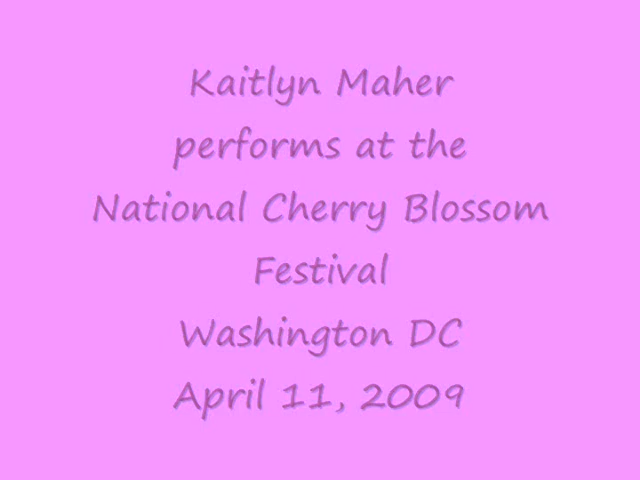 Kaitlyn Maher
performs at the
National Cherry Blossom
Festival
Washington DC
April 11, 2009